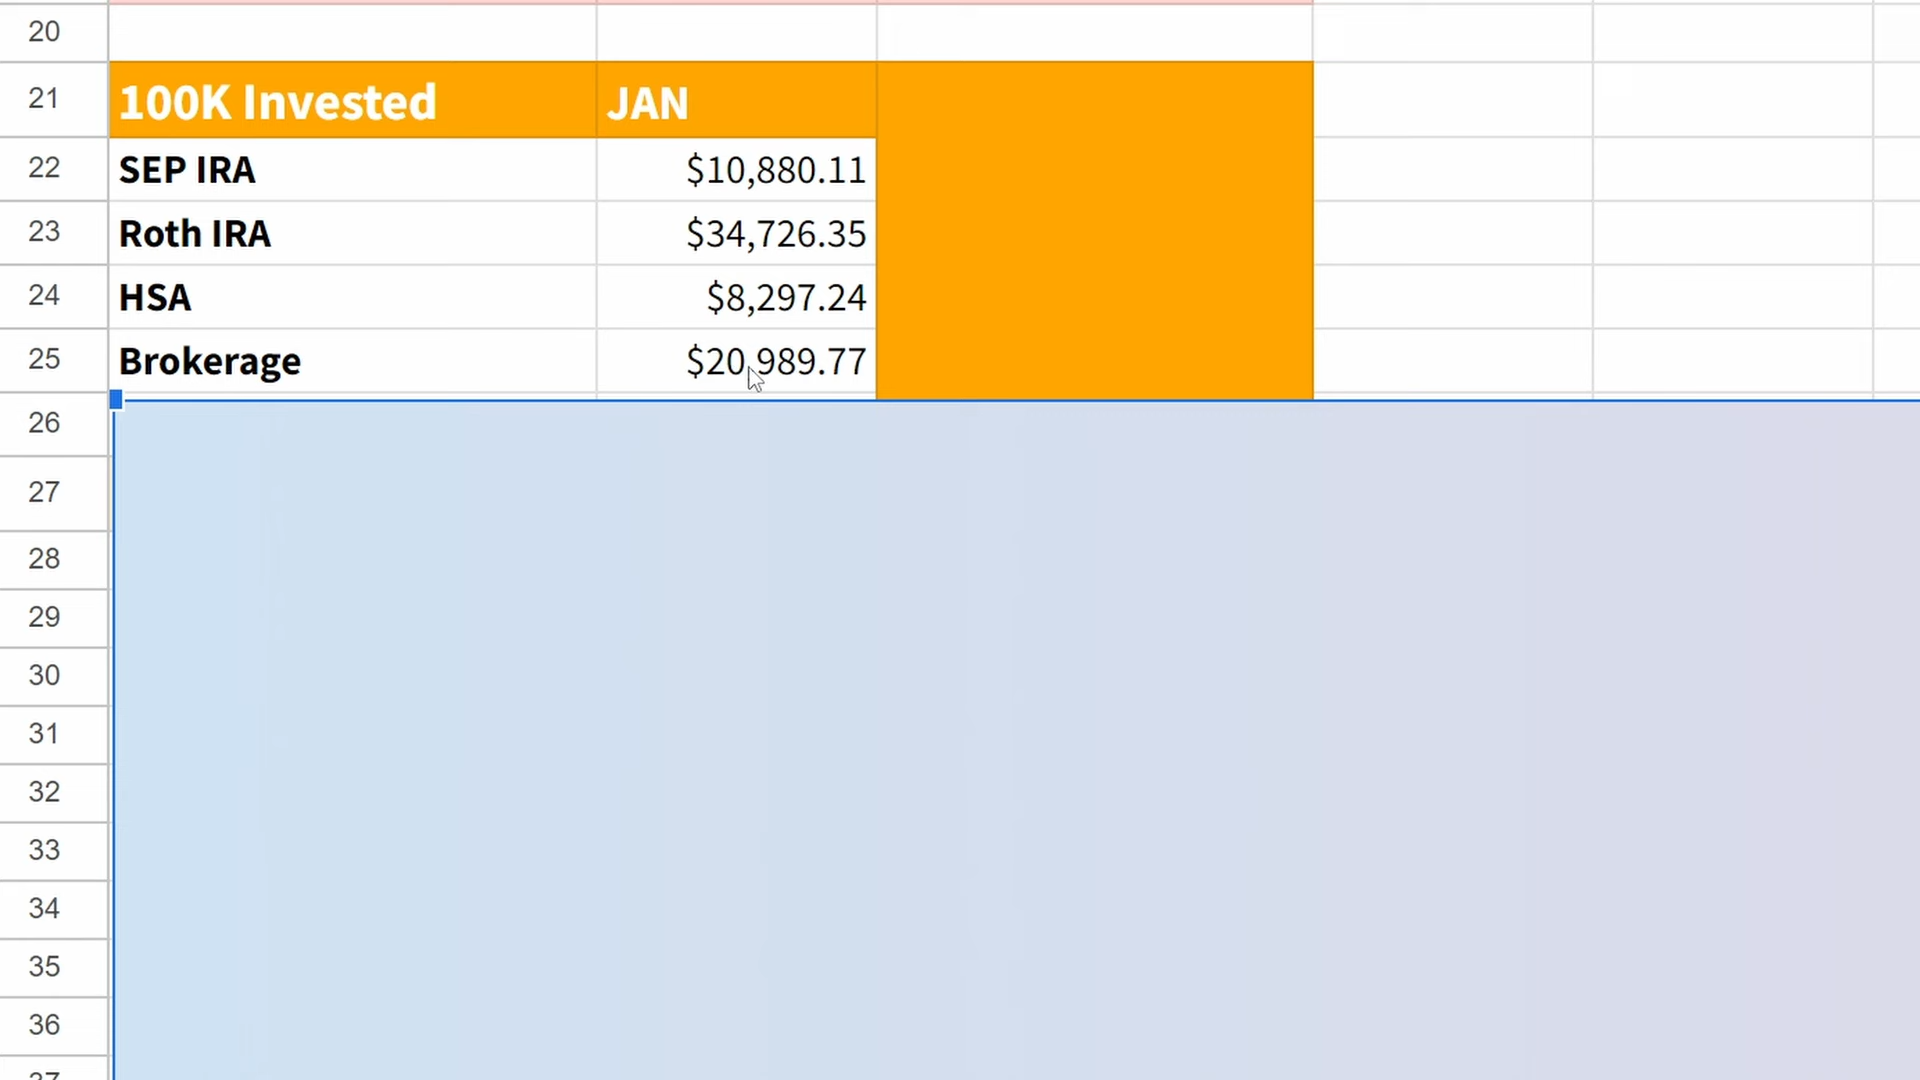 20
21 100K Invested JAN
22 SEP IRA $10,880.11
23 Roth IRA $34,726.35
24 HSA $8,297.24
25 Brokerage $20,989.77
26
27
28
29
30
31
32
33
34
35
36
37